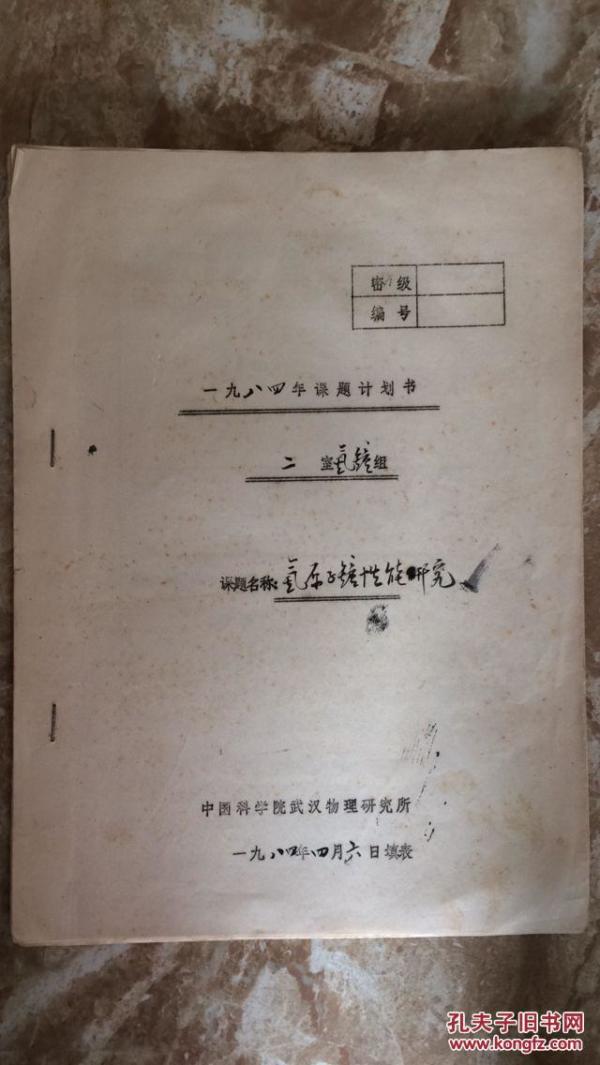 密级
编号
一九八四年课题计划书
二室氢钟组
课题名称:氢原子钟性能研究
中国科学院武汉物理研究所
一九八四年四月六日填表
孔夫子旧书网
www.kongfz.com